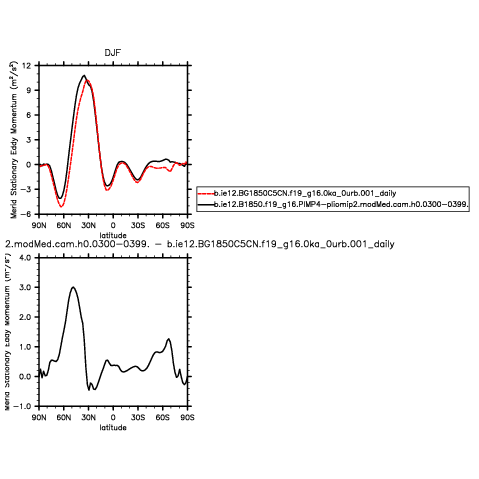 DJF
Merid Stationary Eddy Momentum (m²/s²)
12
9
6
3
0
−3
−6
90N 60N 30N 0 30S 60S 90S
latitude
b.ie12.BG1850C5CN.f19_g16.0ka_0urb.001_daily
b.ie12.B1850.f19_g16.PlMP4−pliomip2.modMed.cam.h0.0300−0399.
2.modMed.cam.h0.0300−0399. − b.ie12.BG1850C5CN.f19_g16.0ka_0urb.001_daily
Merid Stationary Eddy Momentum (m²/s²)
4.0
3.0
2.0
1.0
0.0
−1.0
90N 60N 30N 0 30S 60S 90S
latitude